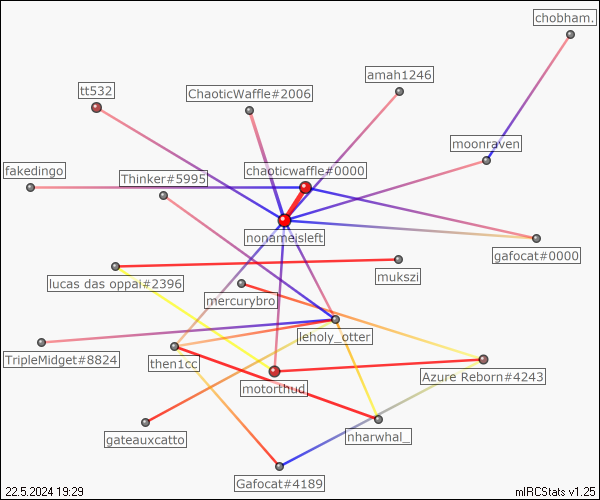 chobham.
amah1246
tt532
ChaoticWaffle#2006
moonraven
fakedingo
Thinker#5995
chaoticwaffle#0000
nonameisleft
gafocat#0000
lucas das oppai#2396
mukszi
mercurybro
leholy_otter
TripleMidget#8824
then1cc
motorthud
Azure Reborn#4243
gateauxcatto
nharwhal_
Gafocat#4189
22.5.2024 19:29
mIRCStats v1.25